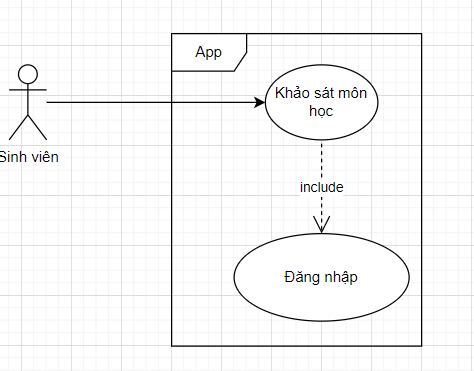 App
Khảo sát môn
học
Sinh viên
include
Đăng nhập